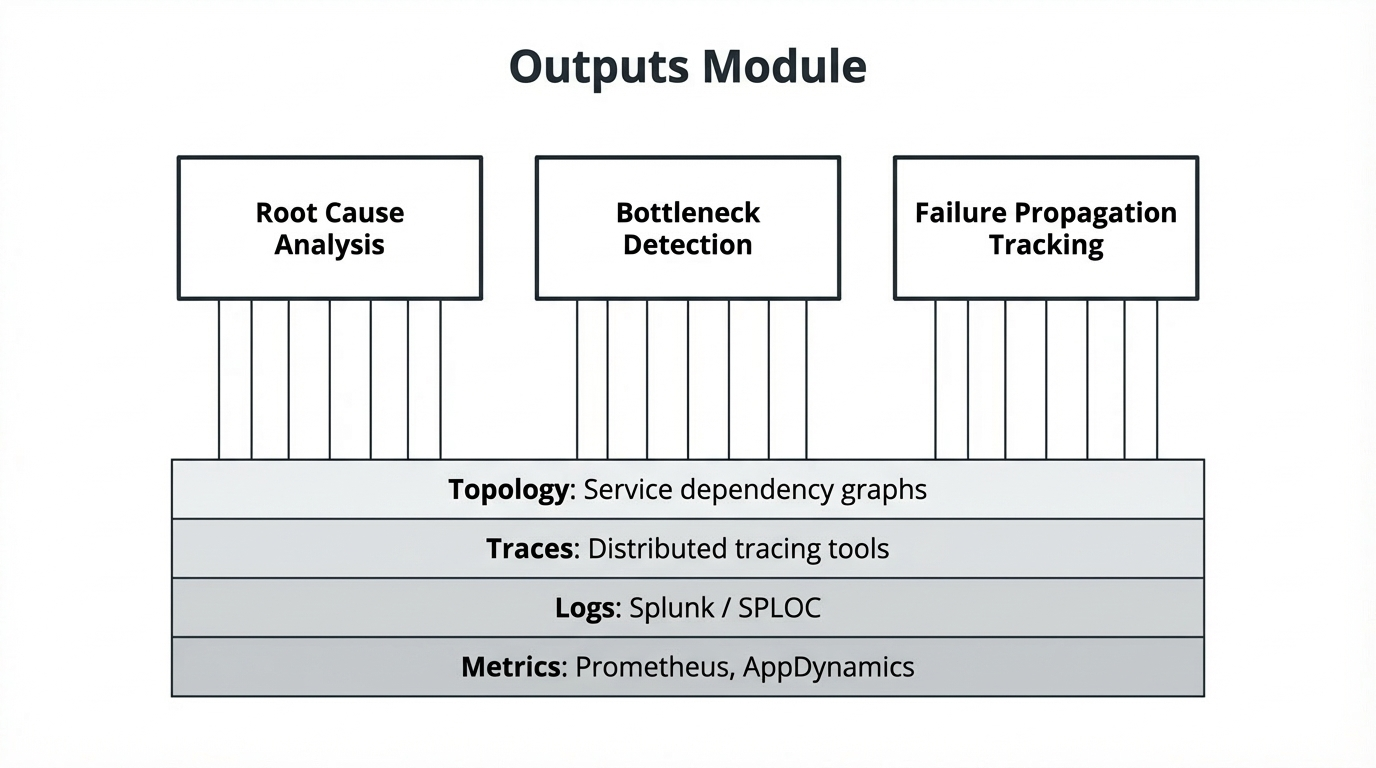 Outputs Module
Root Cause
Analysis
Bottleneck
Detection
Failure Propagation
Tracking
Topology: Service dependency graphs
Traces: Distributed tracing tools
Logs: Splunk / SPLOC
Metrics: Prometheus, AppDynamics